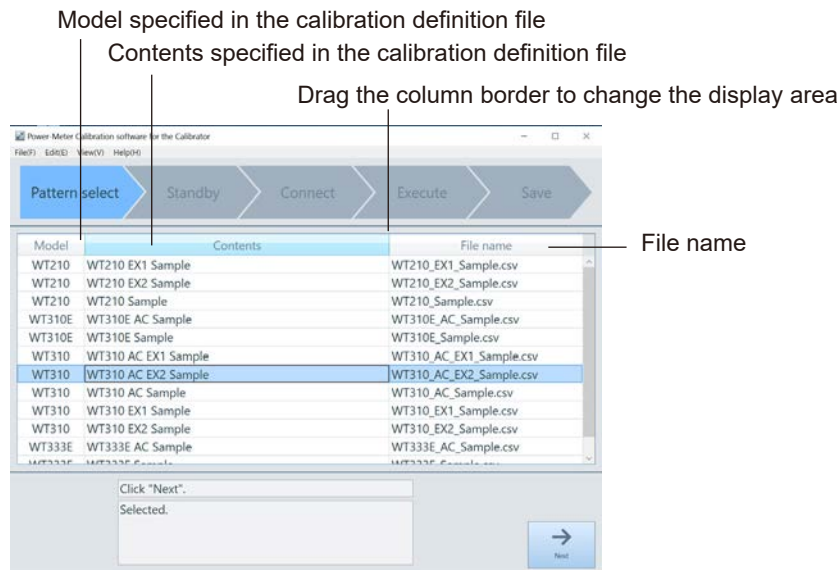 Model specified in the calibration definition file
Contents specified in the calibration definition file
Drag the column border to change the display area
Power-Meter Calibration software for the Calibrator
File(F) Edit(E) View(V) Help(H)
Pattern select Standby Connect Execute Save
Model Contents File name
File name
WT210 WT210 EX1 Sample WT210_EX1_Sample.csv
WT210 WT210 EX2 Sample WT210_EX2_Sample.csv
WT210 WT210 Sample WT210_Sample.csv
WT310E WT310E AC Sample WT310E_AC_Sample.csv
WT310E WT310E Sample WT310E_Sample.csv
WT310 WT310 AC EX1 Sample WT310_AC_EX1_Sample.csv
WT310 WT310 AC EX2 Sample WT310_AC_EX2_Sample.csv
WT310 WT310 AC Sample WT310_AC_Sample.csv
WT310 WT310 EX1 Sample WT310_EX1_Sample.csv
WT310 WT310 EX2 Sample WT310_EX2_Sample.csv
WT333E WT333E AC Sample WT333E_AC_Sample.csv
Click "Next".
Selected.
Next